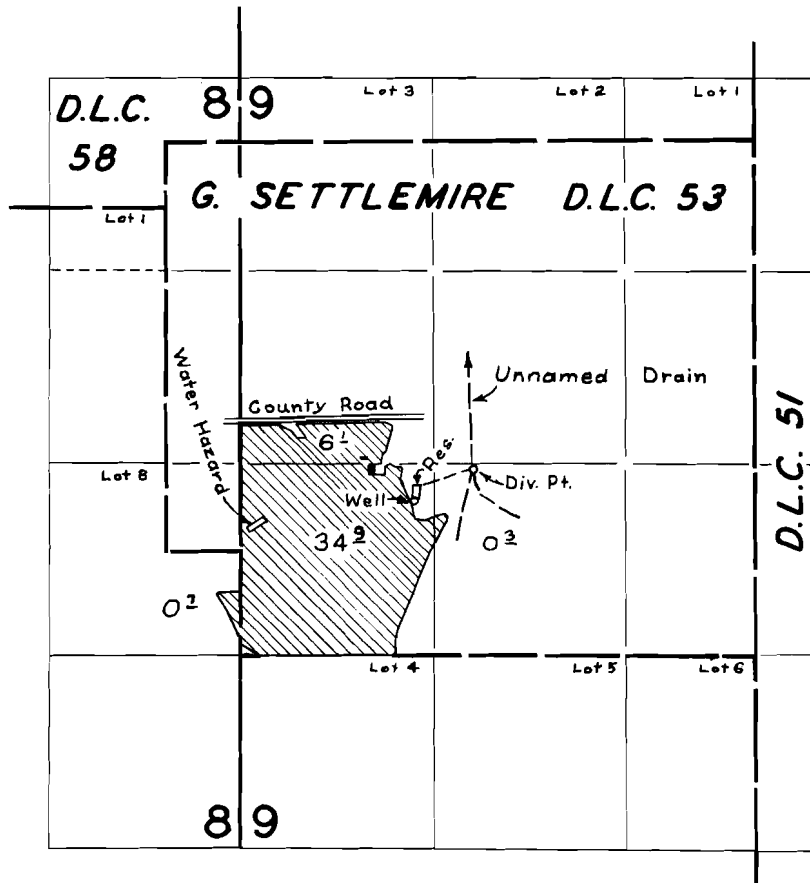 D.L.C.
58
8 9
Lot 3
Lot 2
Lot 1
G. SETTLEMIRE D.L.C. 53
Lot 1
Water Hazard
County Road
6 1
Unnamed Drain
Res.
Lot 8
Well
Div. Pt.
34 9
0 3
D.L.C. 51
0 7
Lot 4
Lot 5
Lot 6
8 9